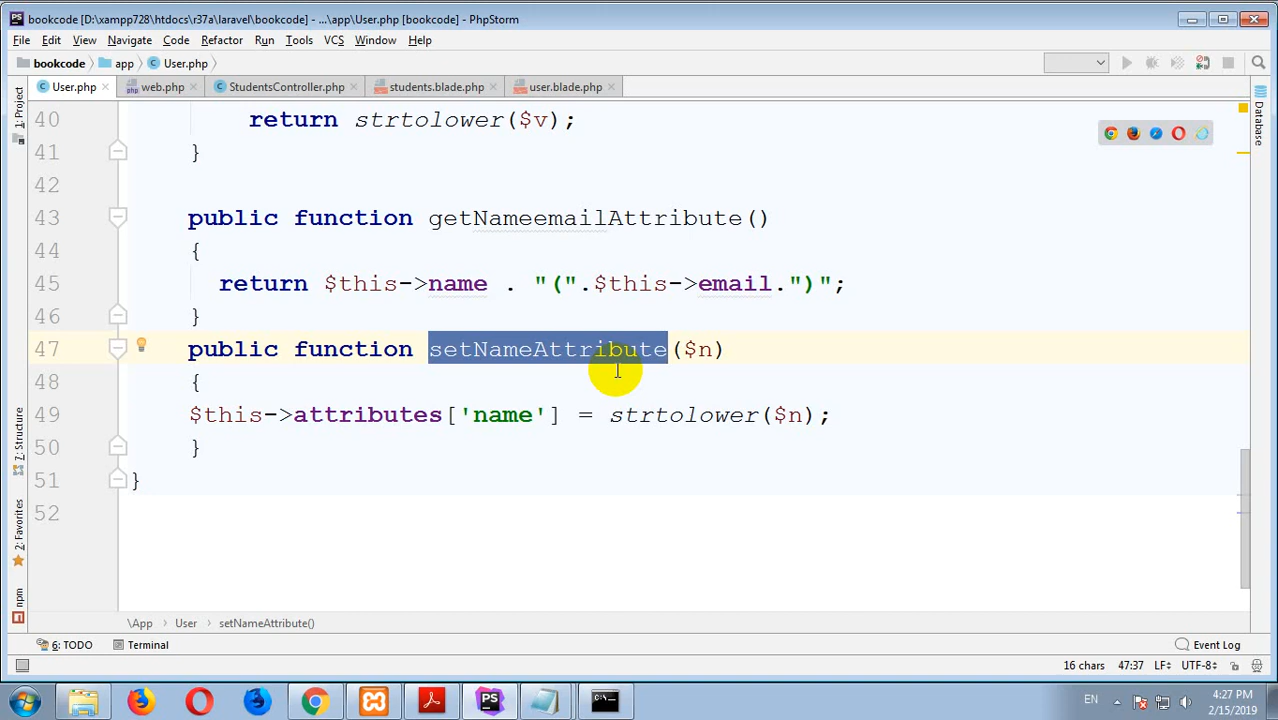 bookcode [D:\xampp728\htdocs\r37a\laravel\bookcode] - ...\app\User.php [bookcode] - PhpStorm
File Edit View Navigate Code Refactor Run Tools VCS Window Help
bookcode app User.php
User.php web.php StudentsController.php students.blade.php user.blade.php
1: Project
7: Structure
2: Favorites
npm
Database
40 return strtolower($v);
41 }
42
43 public function getNameemailAttribute()
44 {
45 return $this->name . "(".$this->email.")";
46 }
47 public function setNameAttribute($n)
48 {
49 $this->attributes['name'] = strtolower($n);
50 }
51 }
52
\App User setNameAttribute()
6: TODO Terminal Event Log
16 chars 47:37 LF UTF-8
EN 4:27 PM
2/15/2019